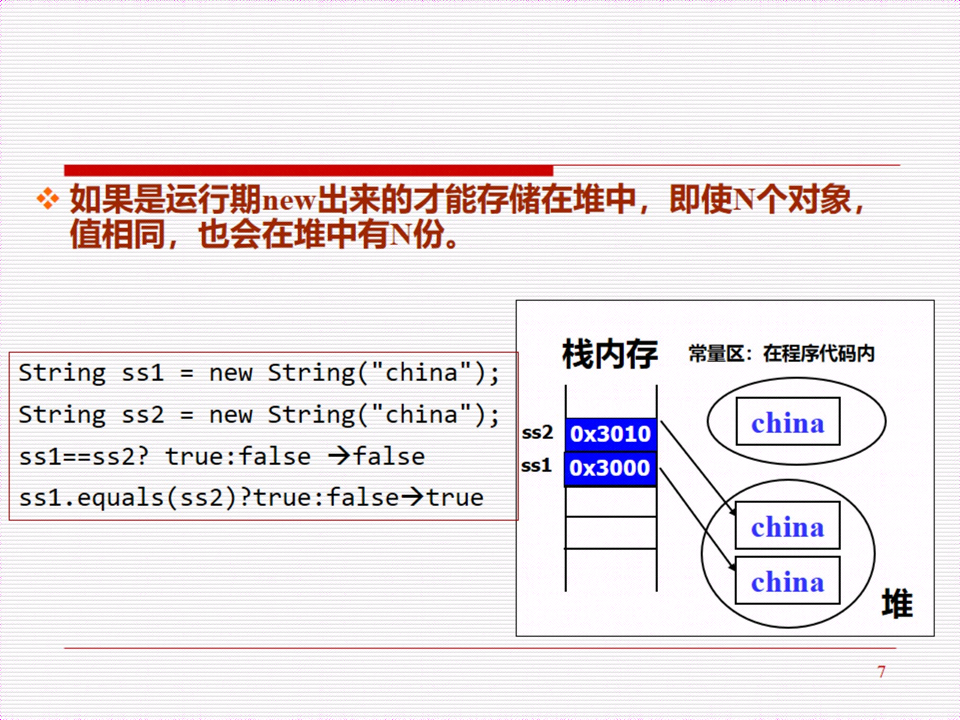 如果是运行期new出来的才能存储在堆中，即使N个对象，
值相同，也会在堆中有N份。
String ss1 = new String("china");
String ss2 = new String("china");
ss1==ss2? true:false →false
ss1.equals(ss2)?true:false→true
栈内存
常量区：在程序代码内
china
ss2 0x3010
ss1 0x3000
china
china
堆
7